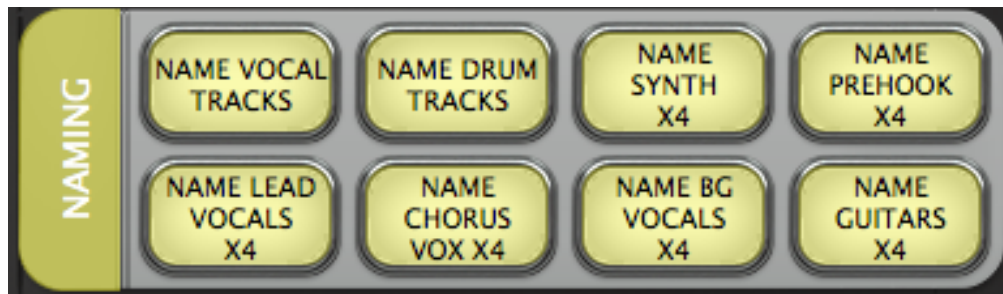 NAMING
NAME VOCAL
TRACKS
NAME DRUM
TRACKS
NAME
SYNTH
X4
NAME
PREHOOK
X4
NAME LEAD
VOCALS
X4
NAME
CHORUS
VOX X4
NAME BG
VOCALS
X4
NAME
GUITARS
X4